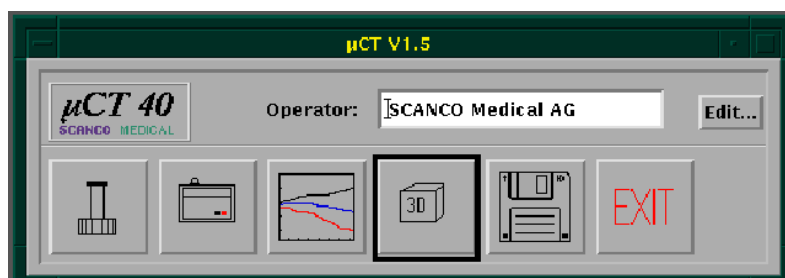 µCT V1.5
µCT 40
SCANCO MEDICAL
Operator: SCANCO Medical AG Edit...
3D
EXIT